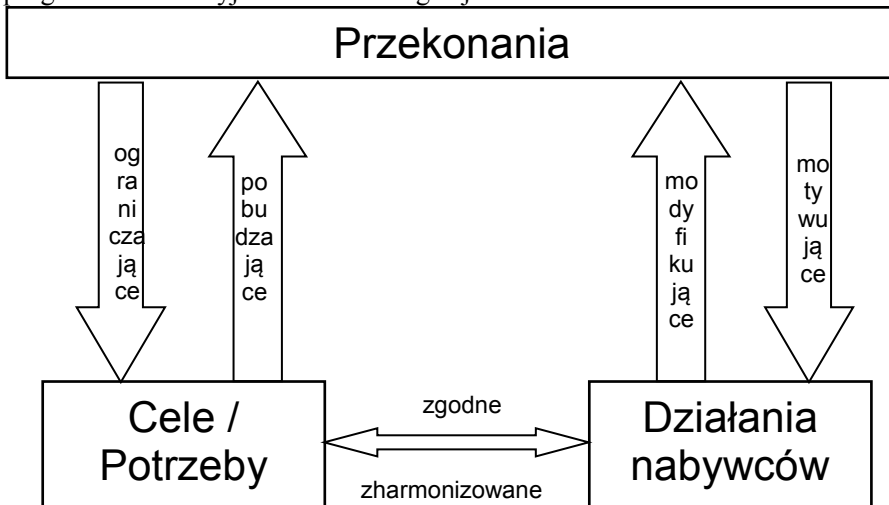 Przekonania
og
ra
ni
cza
ją
ce
po
bu
dza
ją
ce
mo
dy
fi
ku
ją
ce
mo
ty
wu
ją
ce
Cele /
Potrzeby
zgodne
zharmonizowane
Działania
nabywców